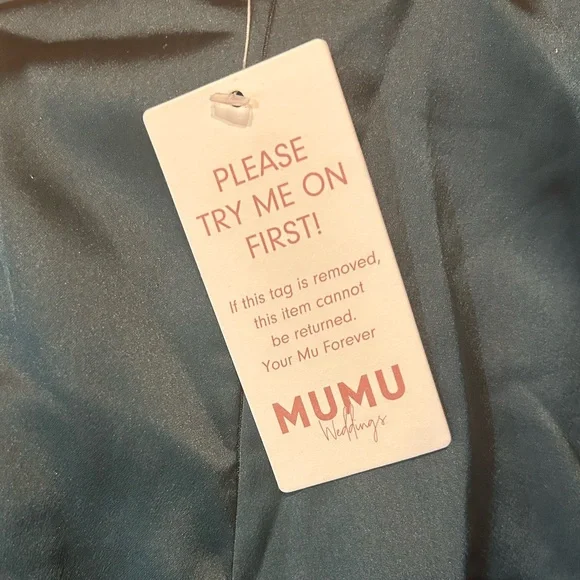 PLEASE
TRY ME ON
FIRST!
If this tag is removed,
this item cannot
be returned.
Your Mu Forever
MUMU
Weddings